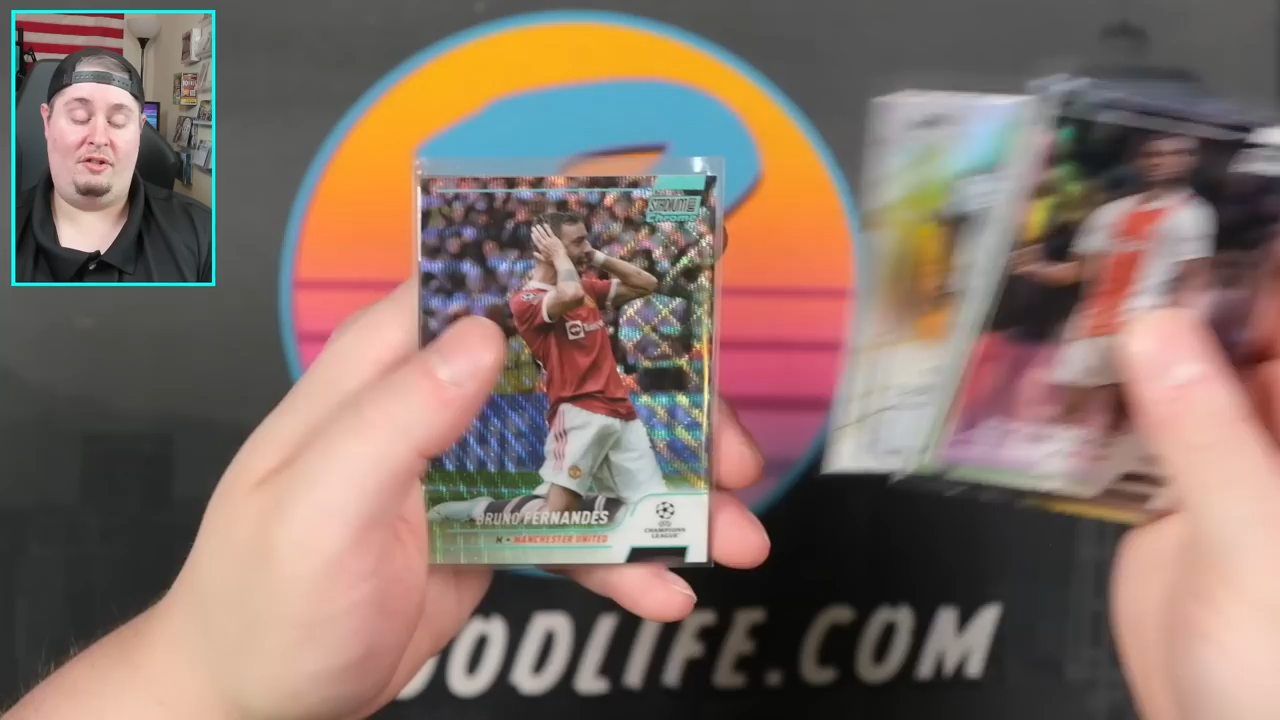 STADIUM
Chrome
BRUNO FERNANDES
M • MANCHESTER UNITED
CHAMPIONS
LEAGUE
OODLIFE.COM